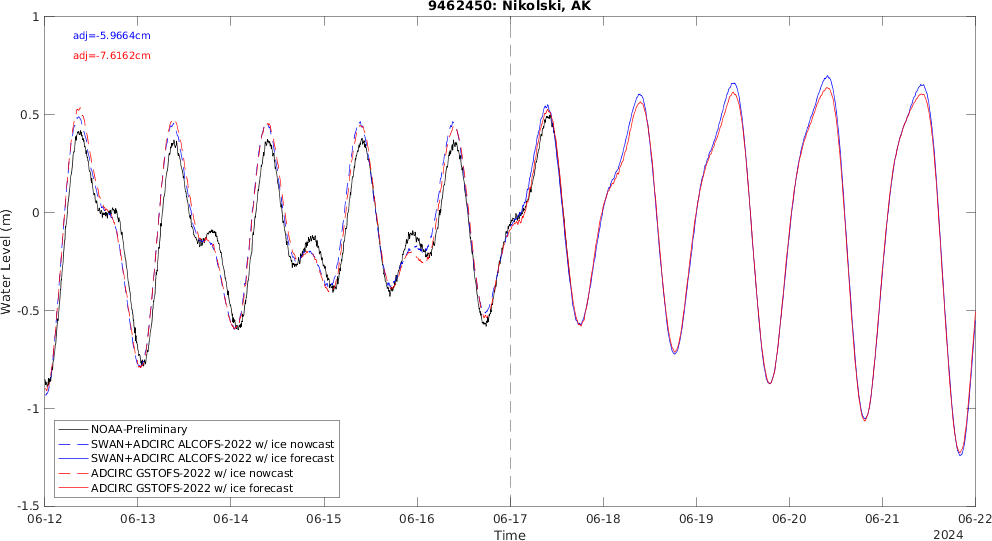 9462450: Nikolski, AK
adj=-5.9664cm
adj=-7.6162cm
Water Level (m)
1
0.5
0
-0.5
-1
-1.5
NOAA-Preliminary
SWAN+ADCIRC ALCOFS-2022 w/ ice nowcast
SWAN+ADCIRC ALCOFS-2022 w/ ice forecast
ADCIRC GSTOFS-2022 w/ ice nowcast
ADCIRC GSTOFS-2022 w/ ice forecast
06-12 06-13 06-14 06-15 06-16 06-17 06-18 06-19 06-20 06-21 06-22
Time
2024